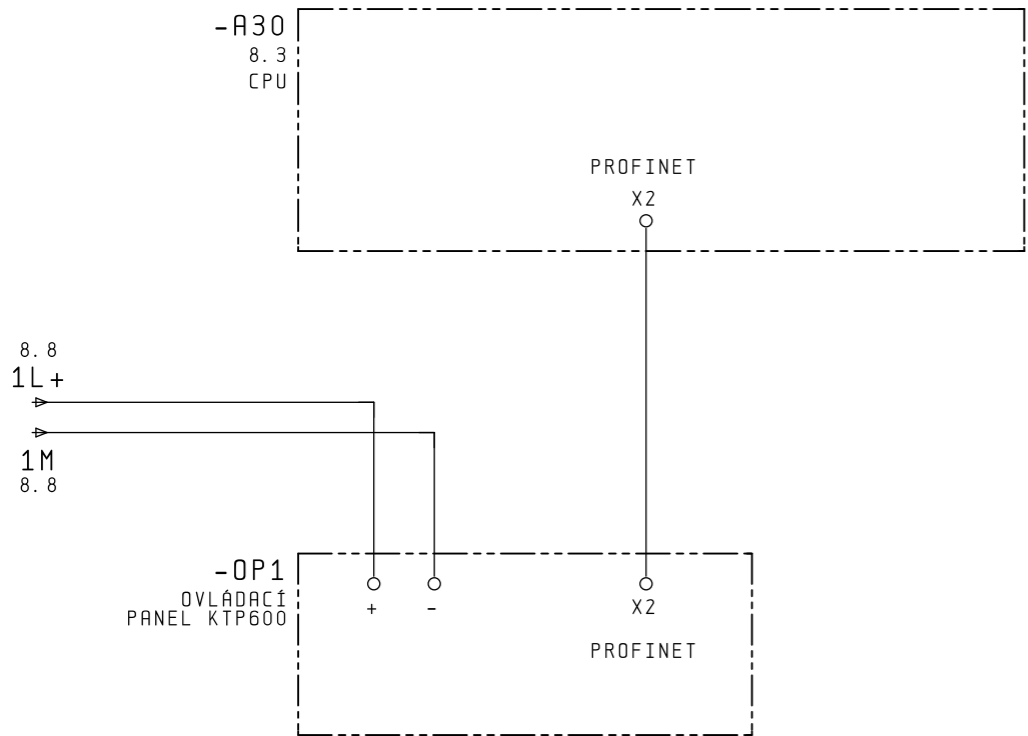 -A30
8.3
CPU
PROFINET
X2
8.8
1L+
1M
8.8
-OP1
OVLÁDACÍ
PANEL KTP600
+ -
X2
PROFINET